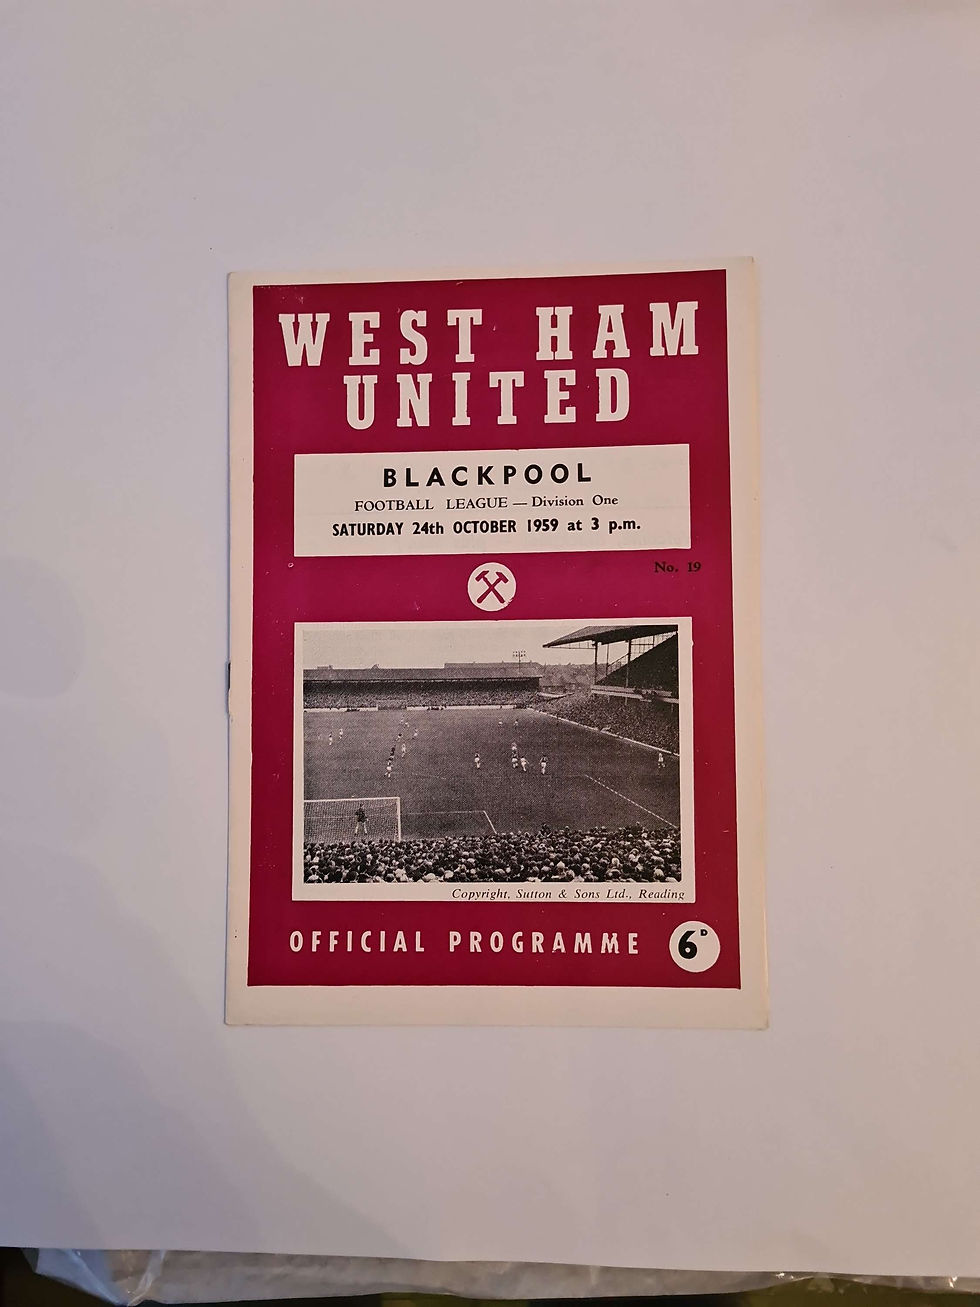 WEST HAM
UNITED
BLACKPOOL
FOOTBALL LEAGUE — Division One
SATURDAY 24th OCTOBER 1959 at 3 p.m.
No. 19
Copyright, Sutton & Sons Ltd., Reading
OFFICIAL PROGRAMME 6D